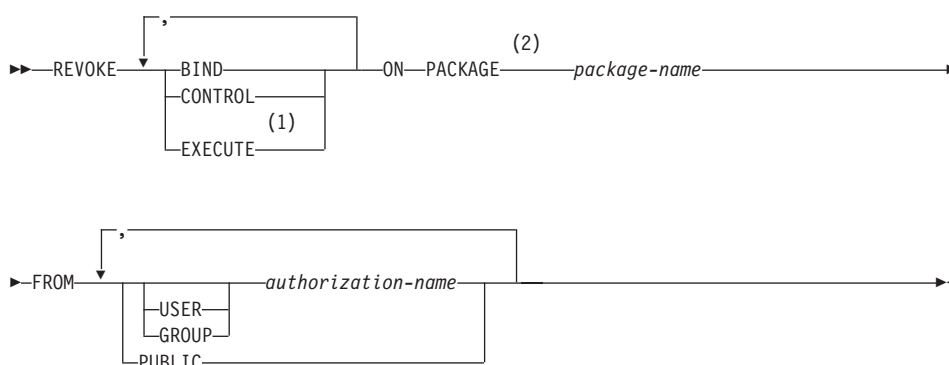 ,
(2)
REVOKE BIND ON PACKAGE package-name
CONTROL
(1)
EXECUTE
,
FROM authorization-name
USER
GROUP
PUBLIC